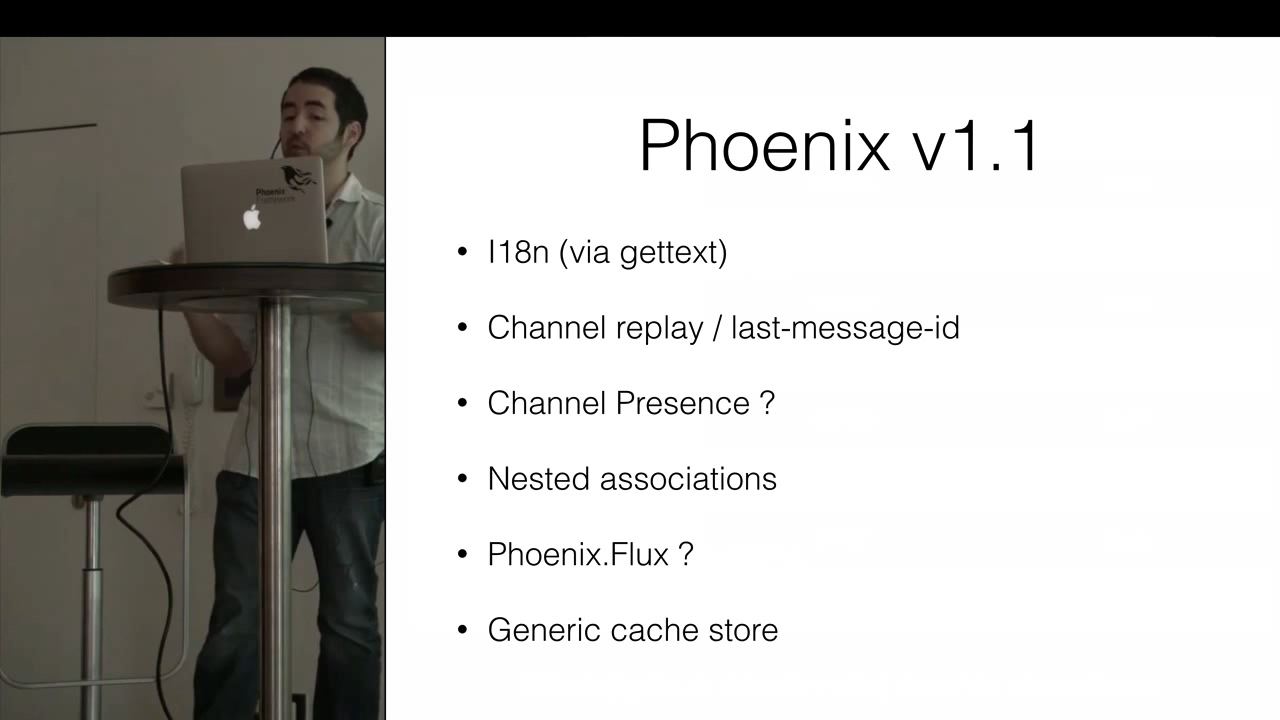 Phoenix
Framework
Phoenix v1.1
• I18n (via gettext)
• Channel replay / last-message-id
• Channel Presence ?
• Nested associations
• Phoenix.Flux ?
• Generic cache store